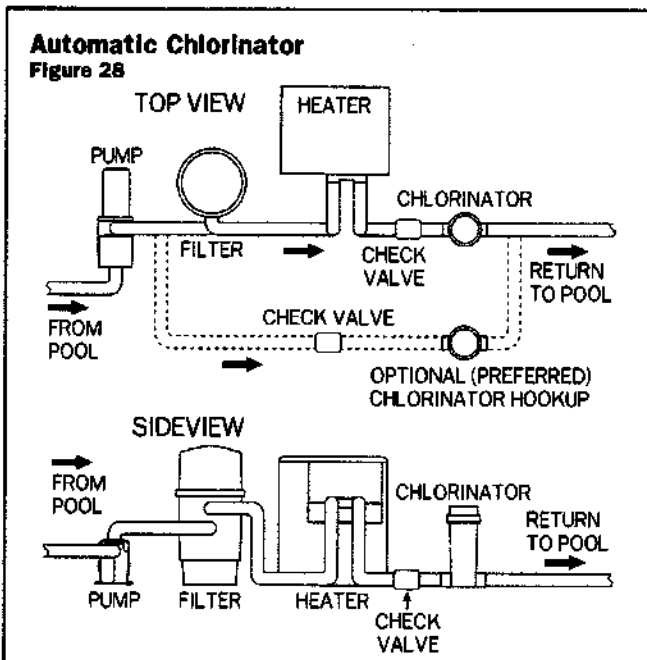 Automatic Chlorinator
Figure 28
TOP VIEW
HEATER
PUMP
CHLORINATOR
FILTER
CHECK
VALVE
RETURN
TO POOL
FROM
POOL
CHECK VALVE
OPTIONAL (PREFERRED)
CHLORINATOR HOOKUP
SIDEVIEW
FROM
POOL
CHLORINATOR
RETURN
TO POOL
PUMP
FILTER
HEATER
CHECK
VALVE